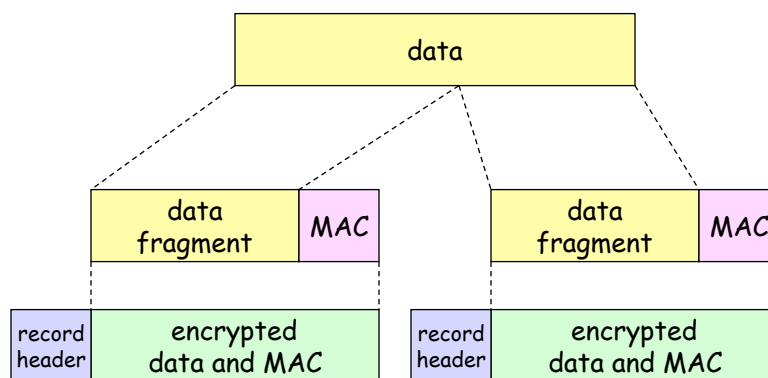 data
data
fragment
MAC
data
fragment
MAC
record
header
encrypted
data and MAC
record
header
encrypted
data and MAC